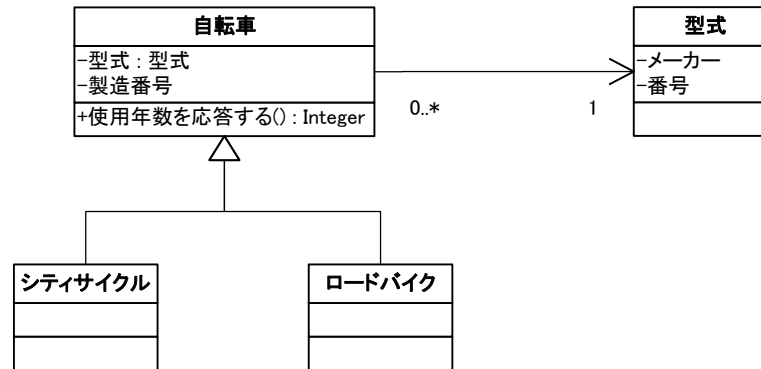 自転車
-型式 : 型式
-製造番号
+使用年数を応答する() : Integer
型式
-メーカー
-番号
0..*
1
シティサイクル
ロードバイク